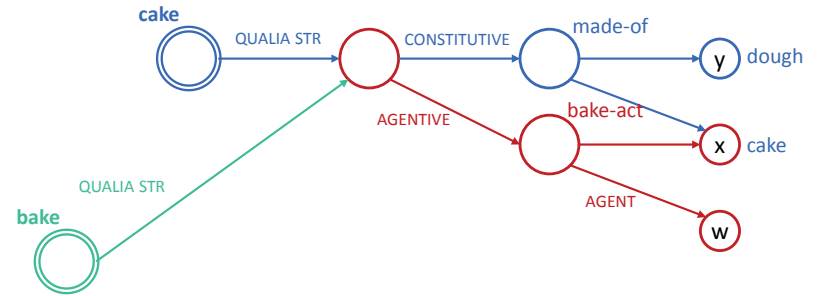 cake
QUALIA STR
CONSTITUTIVE
made-of
y
dough
AGENTIVE
bake-act
x
cake
QUALIA STR
AGENT
bake
w